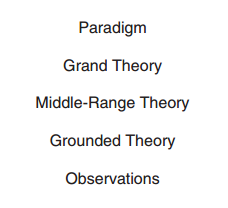 Paradigm
Grand Theory
Middle-Range Theory
Grounded Theory
Observations